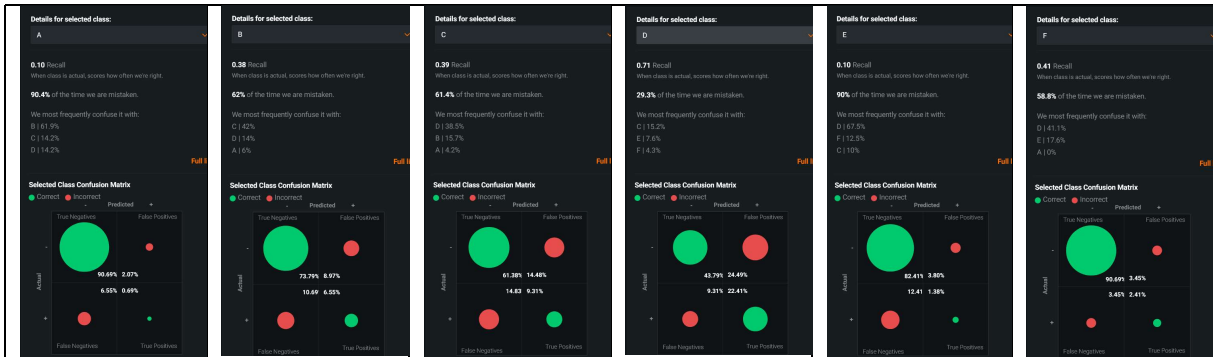 Details for selected class:
A
0.10 Recall
When class is actual, scores how often we're right.
90.4% of the time we are mistaken.
We most frequently confuse it with:
B | 61.9%
C | 14.2%
D | 14.2%
Full l
Selected Class Confusion Matrix
Correct Incorrect
- Predicted +
True Negatives False Positives
-
90.69% 2.07%
Actual
6.55% 0.69%
+
False Negatives True Positives
Details for selected class:
B
0.38 Recall
When class is actual, scores how often we're right.
62% of the time we are mistaken.
We most frequently confuse it with:
C | 42%
D | 14%
A | 6%
Full l
Selected Class Confusion Matrix
Correct Incorrect
- Predicted +
True Negatives False Positives
-
73.79% 8.97%
Actual
10.69 6.55%
+
False Negatives True Positives
Details for selected class:
C
0.39 Recall
When class is actual, scores how often we're right.
61.4% of the time we are mistaken.
We most frequently confuse it with:
D | 38.5%
B | 15.7%
A | 4.2%
Full l
Selected Class Confusion Matrix
Correct Incorrect
- Predicted +
True Negatives False Positives
-
61.38% 14.48%
Actual
14.83 9.31%
+
False Negatives True Positives
Details for selected class:
D
0.71 Recall
When class is actual, scores how often we're right.
29.3% of the time we are mistaken.
We most frequently confuse it with:
C | 15.2%
E | 7.6%
F | 4.3%
Full l
Selected Class Confusion Matrix
Correct Incorrect
- Predicted +
True Negatives False Positives
-
43.79% 24.49%
Actual
9.31% 22.41%
+
False Negatives True Positives
Details for selected class:
E
0.10 Recall
When class is actual, scores how often we're right.
90% of the time we are mistaken.
We most frequently confuse it with:
D | 67.5%
F | 12.5%
C | 10%
Full l
Selected Class Confusion Matrix
Correct Incorrect
- Predicted +
True Negatives False Positives
-
82.41% 3.80%
Actual
12.41 1.38%
+
False Negatives True Positives
Details for selected class:
F
0.41 Recall
When class is actual, scores how often we're right.
58.8% of the time we are mistaken.
We most frequently confuse it with:
D | 41.1%
E | 17.6%
A | 0%
Full
Selected Class Confusion Matrix
Correct Incorrect
- Predicted +
True Negatives False Positives
-
90.69% 3.45%
Actual
3.45% 2.41%
+
False Negatives True Positives